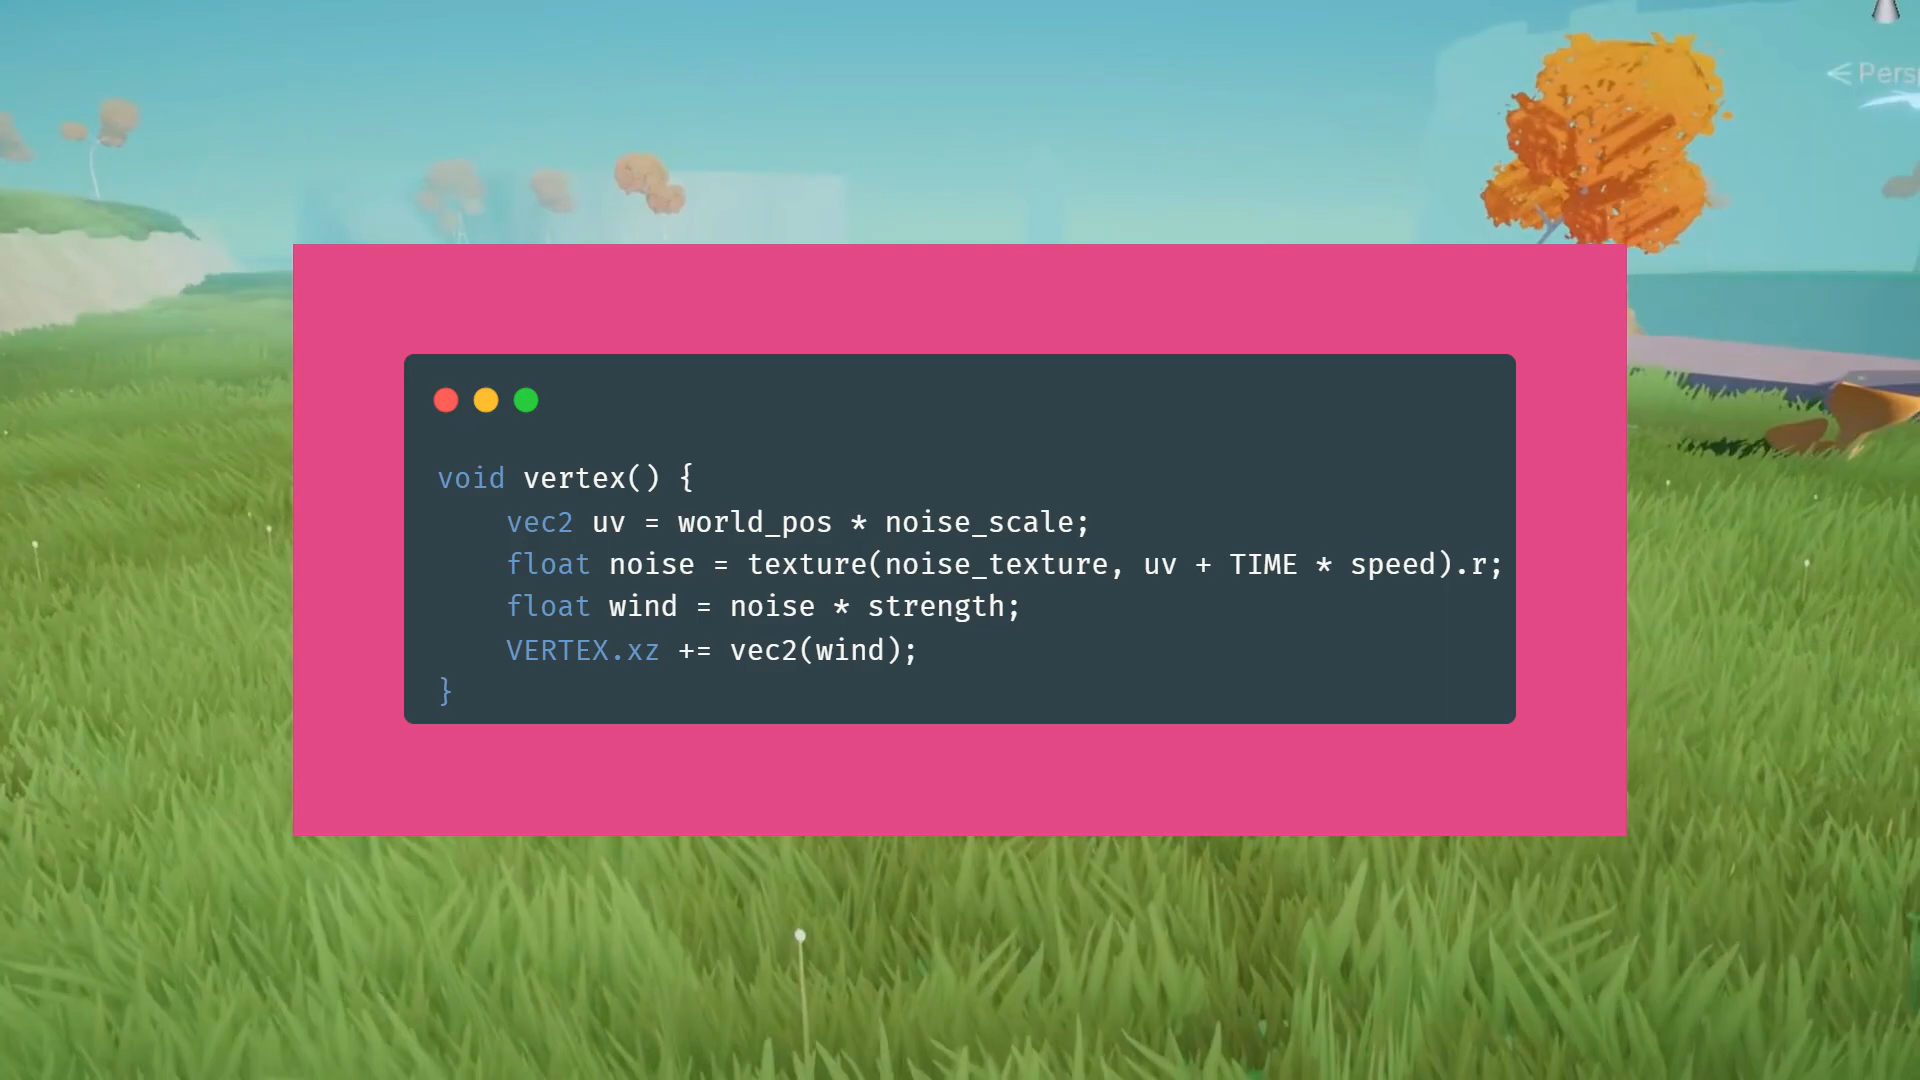 < Pers
void vertex() {
    vec2 uv = world_pos * noise_scale;
    float noise = texture(noise_texture, uv + TIME * speed).r;
    float wind = noise * strength;
    VERTEX.xz += vec2(wind);
}